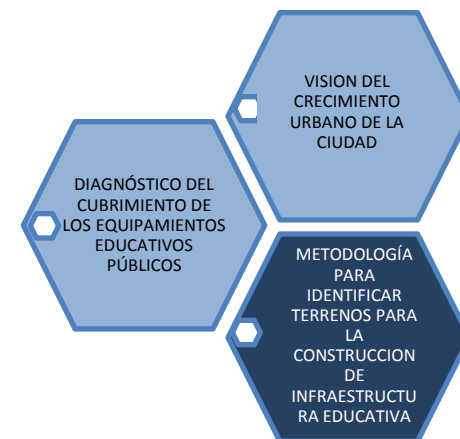 VISION DEL
CRECIMIENTO
URBANO DE LA
CIUDAD
DIAGNÓSTICO DEL
CUBRIMIENTO DE
LOS EQUIPAMIENTOS
EDUCATIVOS
PÚBLICOS
METODOLOGÍA
PARA
IDENTIFICAR
TERRENOS PARA
LA
CONSTRUCCION
DE
INFRAESTRUCTU
RA EDUCATIVA